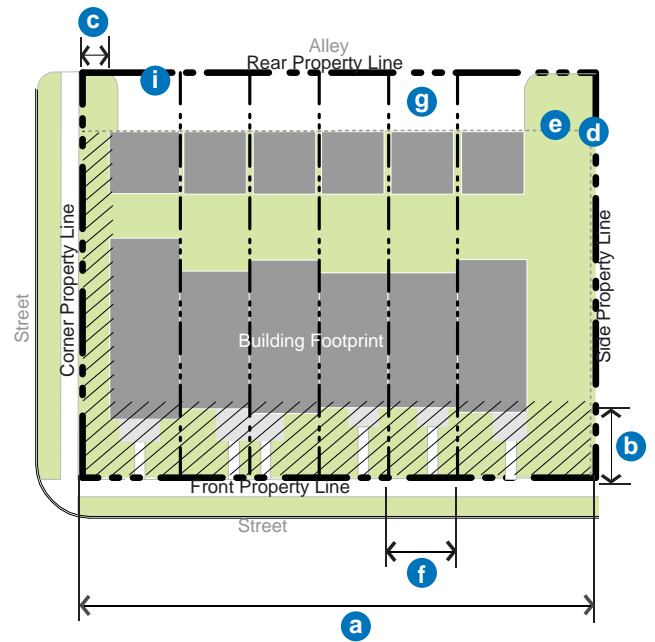 c
Alley
Rear Property Line
i
g
e
d
Street
Corner Property Line
Side Property Line
Building Footprint
b
Front Property Line
Street
f
a